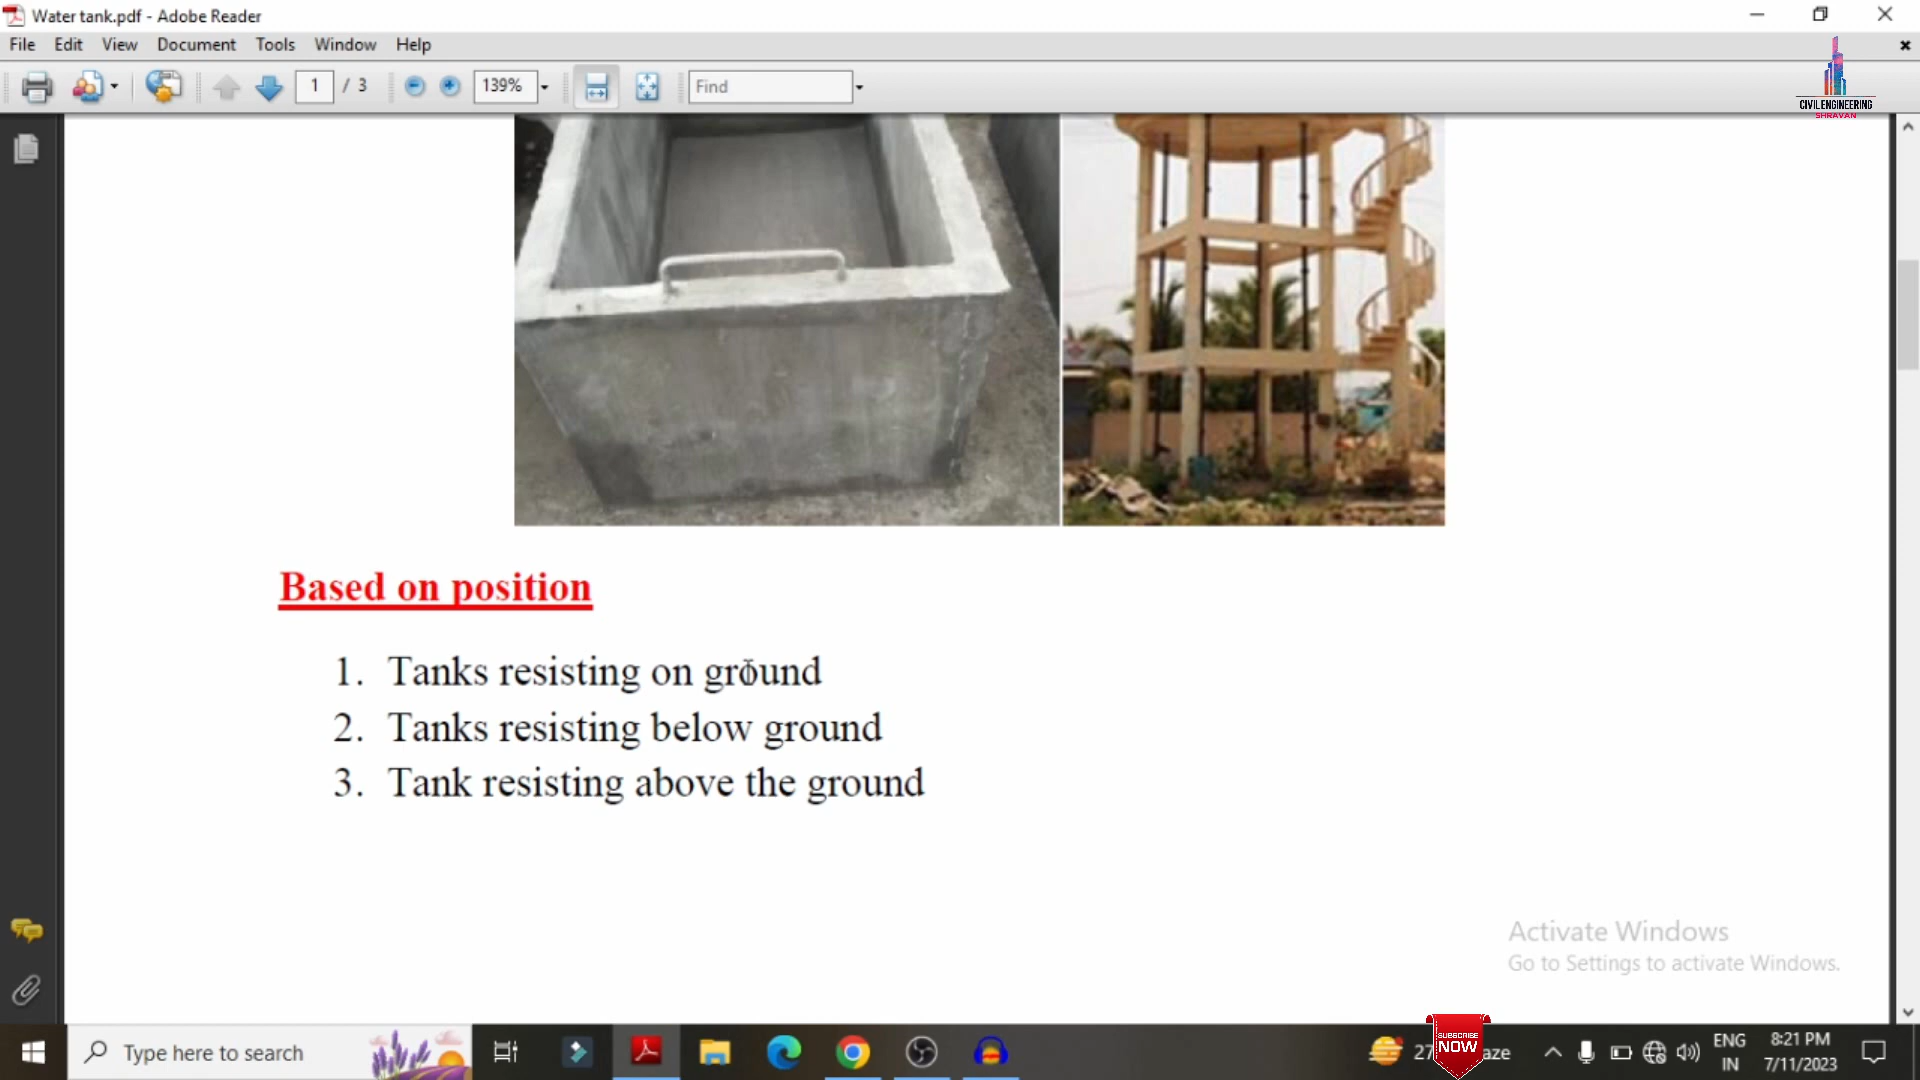 Water tank.pdf - Adobe Reader
File Edit View Document Tools Window Help
1 / 3 139% Find
CIVIL ENGINEERING
SHRAVAN
Based on position
1. Tanks resisting on ground
2. Tanks resisting below ground
3. Tank resisting above the ground
Activate Windows
Go to Settings to activate Windows.
Type here to search
SUBSCRIBE
NOW
ENG
IN
8:21 PM
7/11/2023